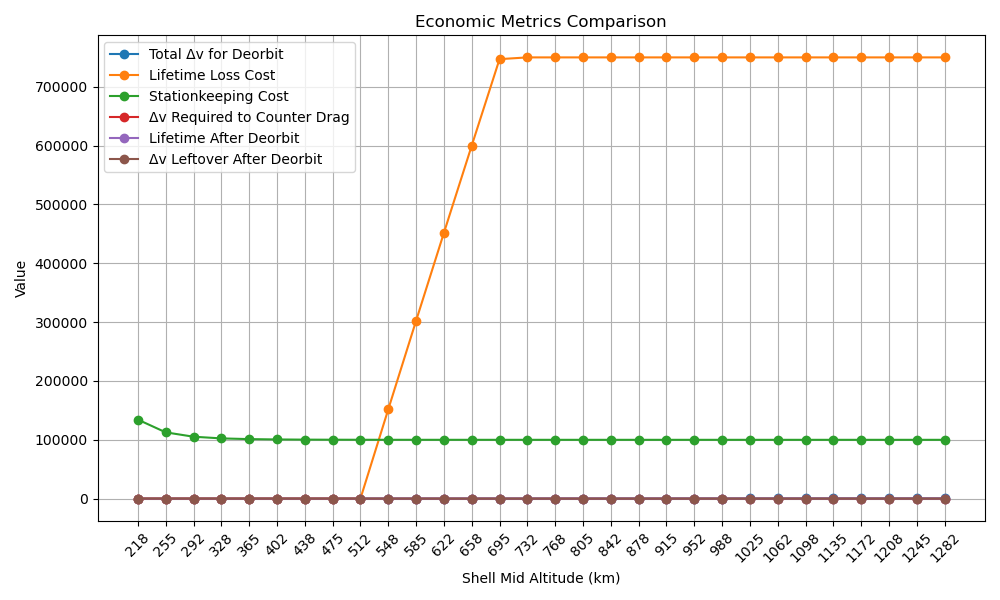 Economic Metrics Comparison
Total Δv for Deorbit
Lifetime Loss Cost
Stationkeeping Cost
Δv Required to Counter Drag
Lifetime After Deorbit
Δv Leftover After Deorbit
700000
600000
500000
400000
300000
200000
100000
0
Value
218 255 292 328 365 402 438 475 512 548 585 622 658 695 732 768 805 842 878 915 952 988 1025 1062 1098 1135 1172 1208 1245 1282
Shell Mid Altitude (km)